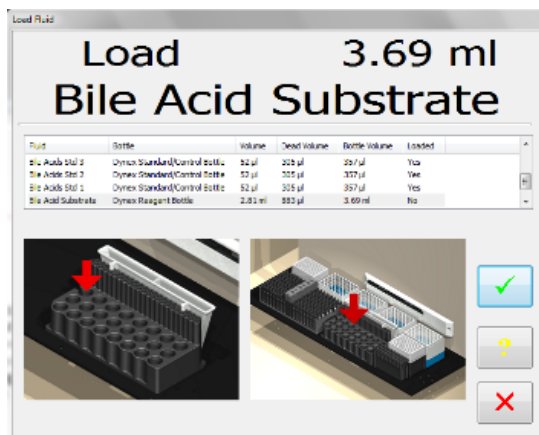 Load Fluid
Load 3.69 ml
Bile Acid Substrate
Fluid Bottle Volume Dead Volume Bottle Volume Loaded
Bile Acids Std 3 Dynex Standard/Control Bottle 52 µl 305 µl 357 µl Yes
Bile Acids Std 2 Dynex Standard/Control Bottle 52 µl 305 µl 357 µl Yes
Bile Acids Std 1 Dynex Standard/Control Bottle 52 µl 305 µl 357 µl Yes
Bile Acid Substrate Dynex Reagent Bottle 2.81 ml 883 µl 3.69 ml No
?